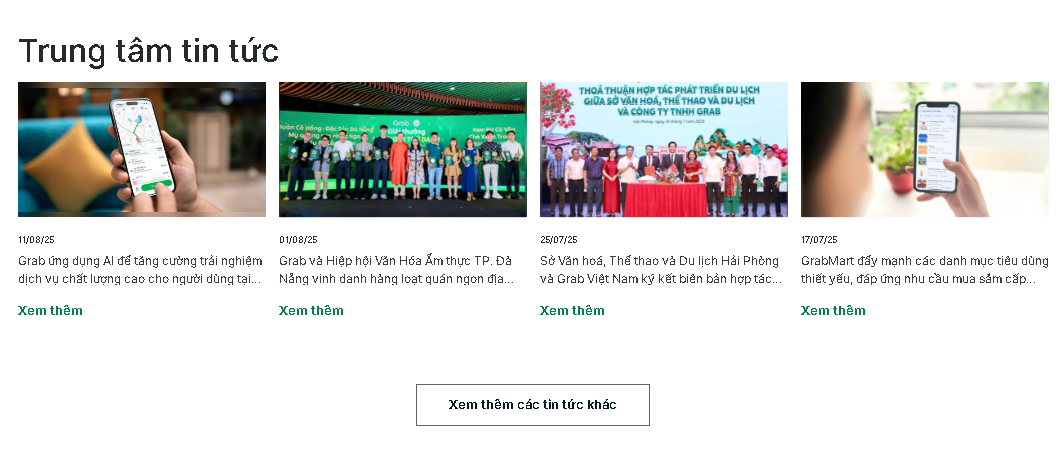 Trung tâm tin tức
Grab
Giải thưởng
THOẢ THUẬN HỢP TÁC PHÁT TRIỂN DU LỊCH
GIỮA SỞ VĂN HOÁ, THỂ THAO VÀ DU LỊCH
VÀ CÔNG TY TNHH GRAB
11/08/25
Grab ứng dụng AI để tăng cường trải nghiệm
dịch vụ chất lượng cao cho người dùng tại...
Xem thêm
01/08/25
Grab và Hiệp hội Văn Hóa Ẩm thực TP. Đà
Nẵng vinh danh hàng loạt quán ngon địa...
Xem thêm
25/07/25
Sở Văn hoá, Thể thao và Du lịch Hải Phòng
và Grab Việt Nam ký kết biên bản hợp tác...
Xem thêm
17/07/25
GrabMart đẩy mạnh các danh mục tiêu dùng
thiết yếu, đáp ứng nhu cầu mua sắm cấp...
Xem thêm
Xem thêm các tin tức khác